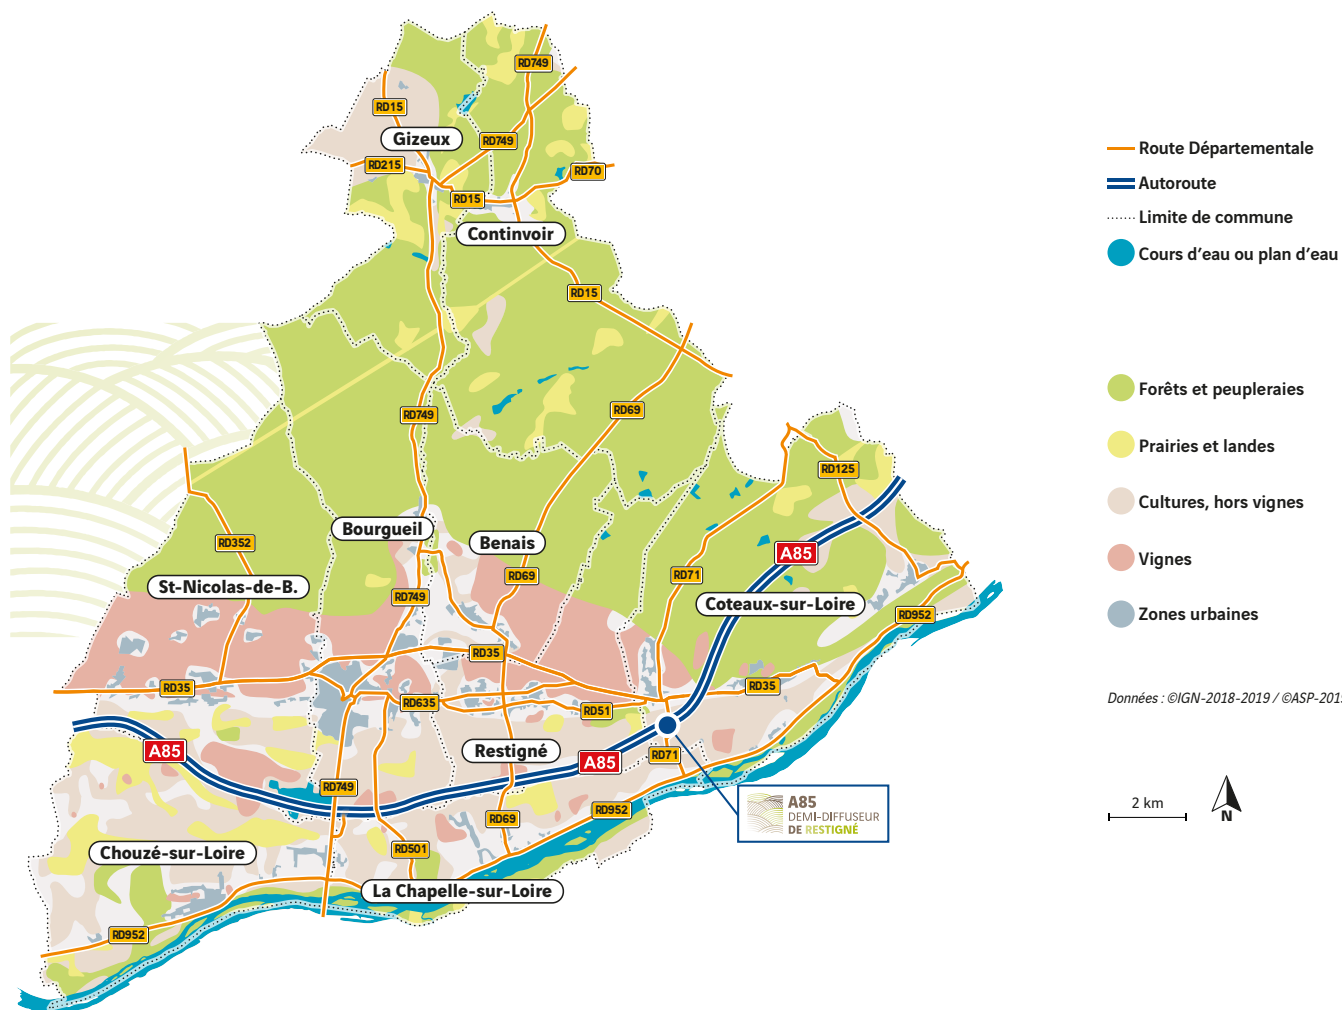 RD749
RD15
Gizeux
RD749
RD215
RD70
RD15
Continvoir
RD15
RD749
RD69
RD125
Bourgueil
Benais
RD352
A85
St-Nicolas-de-B.
RD69
RD71
RD749
Coteaux-sur-Loire
RD952
RD35
RD35
RD35
RD635
RD51
A85
Restigné
A85
RD71
RD749
RD952
RD69
Chouzé-sur-Loire
RD501
La Chapelle-sur-Loire
RD952
A85
DEMI-DIFFUSEUR
DE RESTIGNÉ
Route Départementale
Autoroute
Limite de commune
Cours d'eau ou plan d'eau
Forêts et peupleraies
Prairies et landes
Cultures, hors vignes
Vignes
Zones urbaines
Données : ©IGN-2018-2019 / ©ASP-201
2 km
N